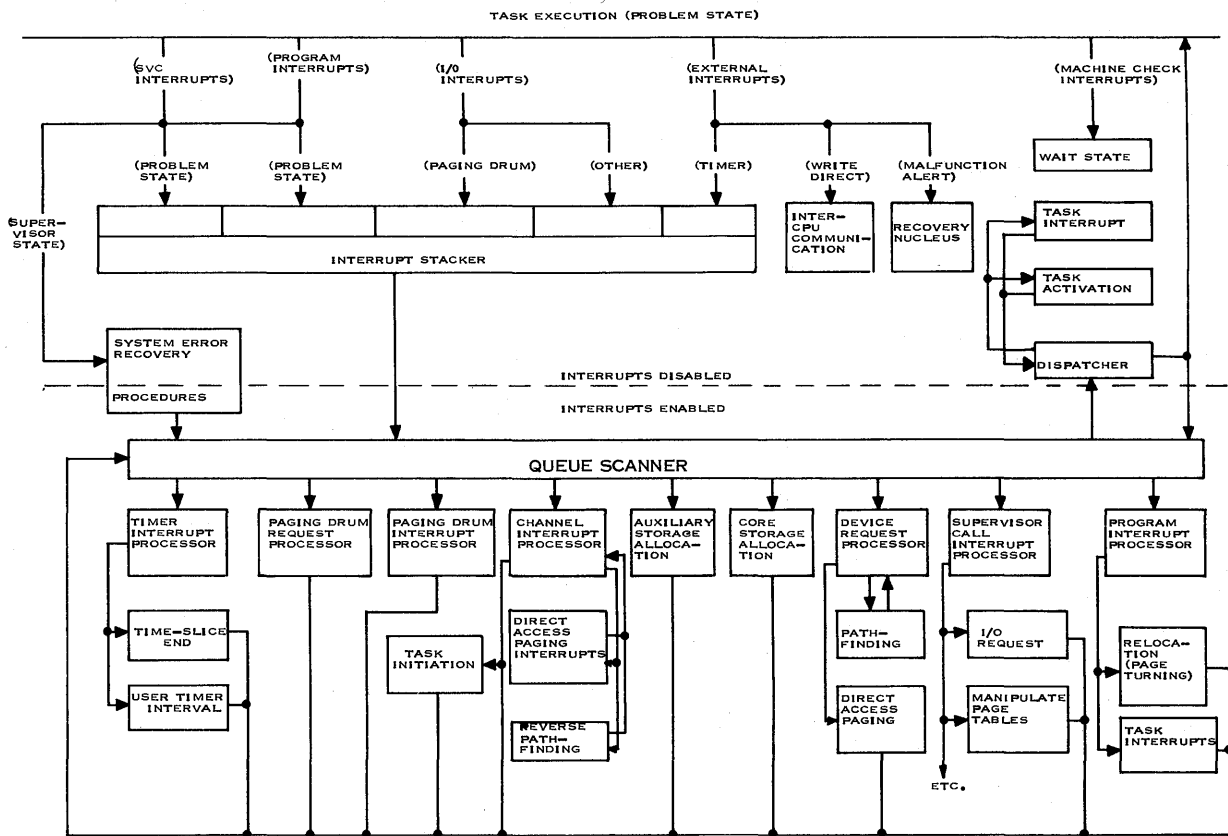 TASK EXECUTION (PROBLEM STATE)
(SVC
INTERRUPTS)
(PROGRAM
INTERRUPTS)
(I/O
INTERUPTS)
(EXTERNAL
INTERRUPTS)
(MACHINE CHECK
INTERRUPTS)
(PROBLEM
STATE)
(PROBLEM
STATE)
(PAGING DRUM)
(OTHER)
(TIMER)
(WRITE
DIRECT)
(MALFUNCTION
ALERT)
WAIT STATE
(SUPER-
VISOR
STATE)
INTERRUPT STACKER
INTER-
CPU
COMMUNI-
CATION
RECOVERY
NUCLEUS
TASK
INTERRUPT
TASK
ACTIVATION
SYSTEM ERROR
RECOVERY
PROCEDURES
DISPATCHER
INTERRUPTS DISABLED
INTERRUPTS ENABLED
QUEUE SCANNER
TIMER
INTERRUPT
PROCESSOR
PAGING DRUM
REQUEST
PROCESSOR
PAGING DRUM
INTERRUPT
PROCESSOR
CHANNEL
INTERRUPT
PROCESSOR
AUXILIARY
STORAGE
ALLOCA-
TION
CORE
STORAGE
ALLOCA-
TION
DEVICE
REQUEST
PROCESSOR
SUPERVISOR
CALL
INTERRUPT
PROCESSOR
PROGRAM
INTERRUPT
PROCESSOR
TIME-SLICE
END
USER TIMER
INTERVAL
TASK
INITIATION
DIRECT
ACCESS
PAGING
INTERRUPTS
REVERSE
PATH-
FINDING
PATH-
FINDING
DIRECT
ACCESS
PAGING
I/O
REQUEST
MANIPULATE
PAGE
TABLES
ETC.
RELOCA-
TION
(PAGE
TURNING)
TASK
INTERRUPTS